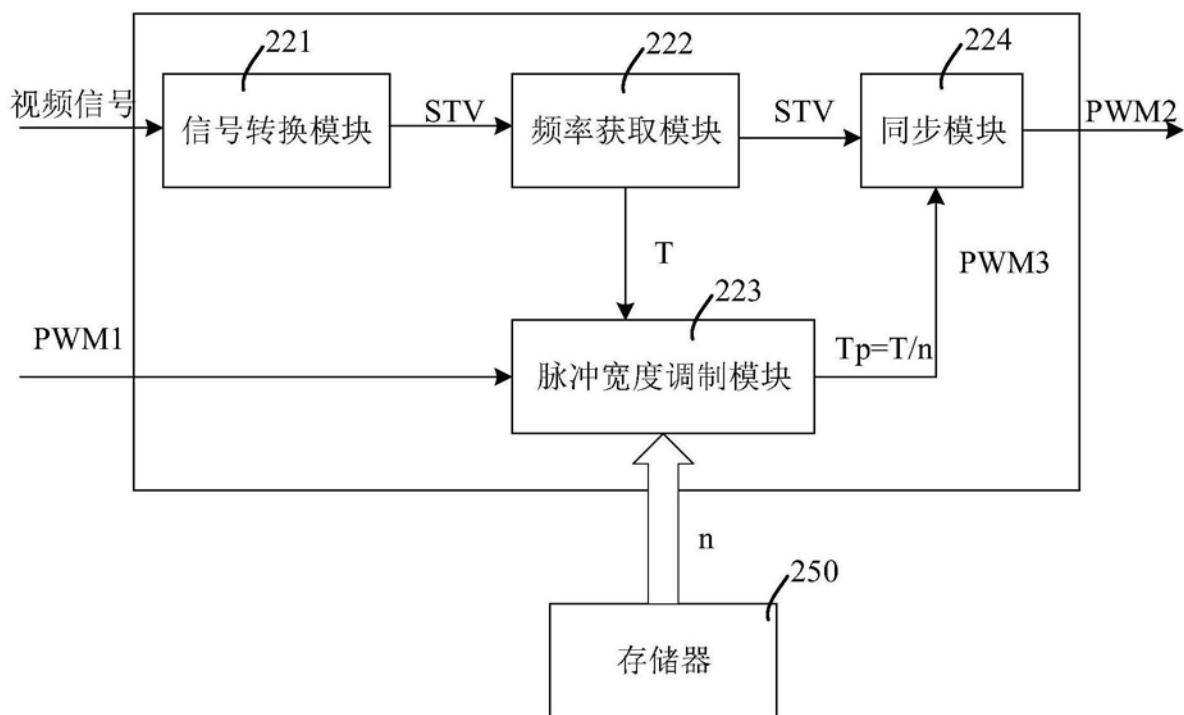 221
222
224
视频信号
信号转换模块
STV
频率获取模块
STV
同步模块
PWM2
T
PWM3
223
PWM1
脉冲宽度调制模块
Tp=T/n
n
250
存储器